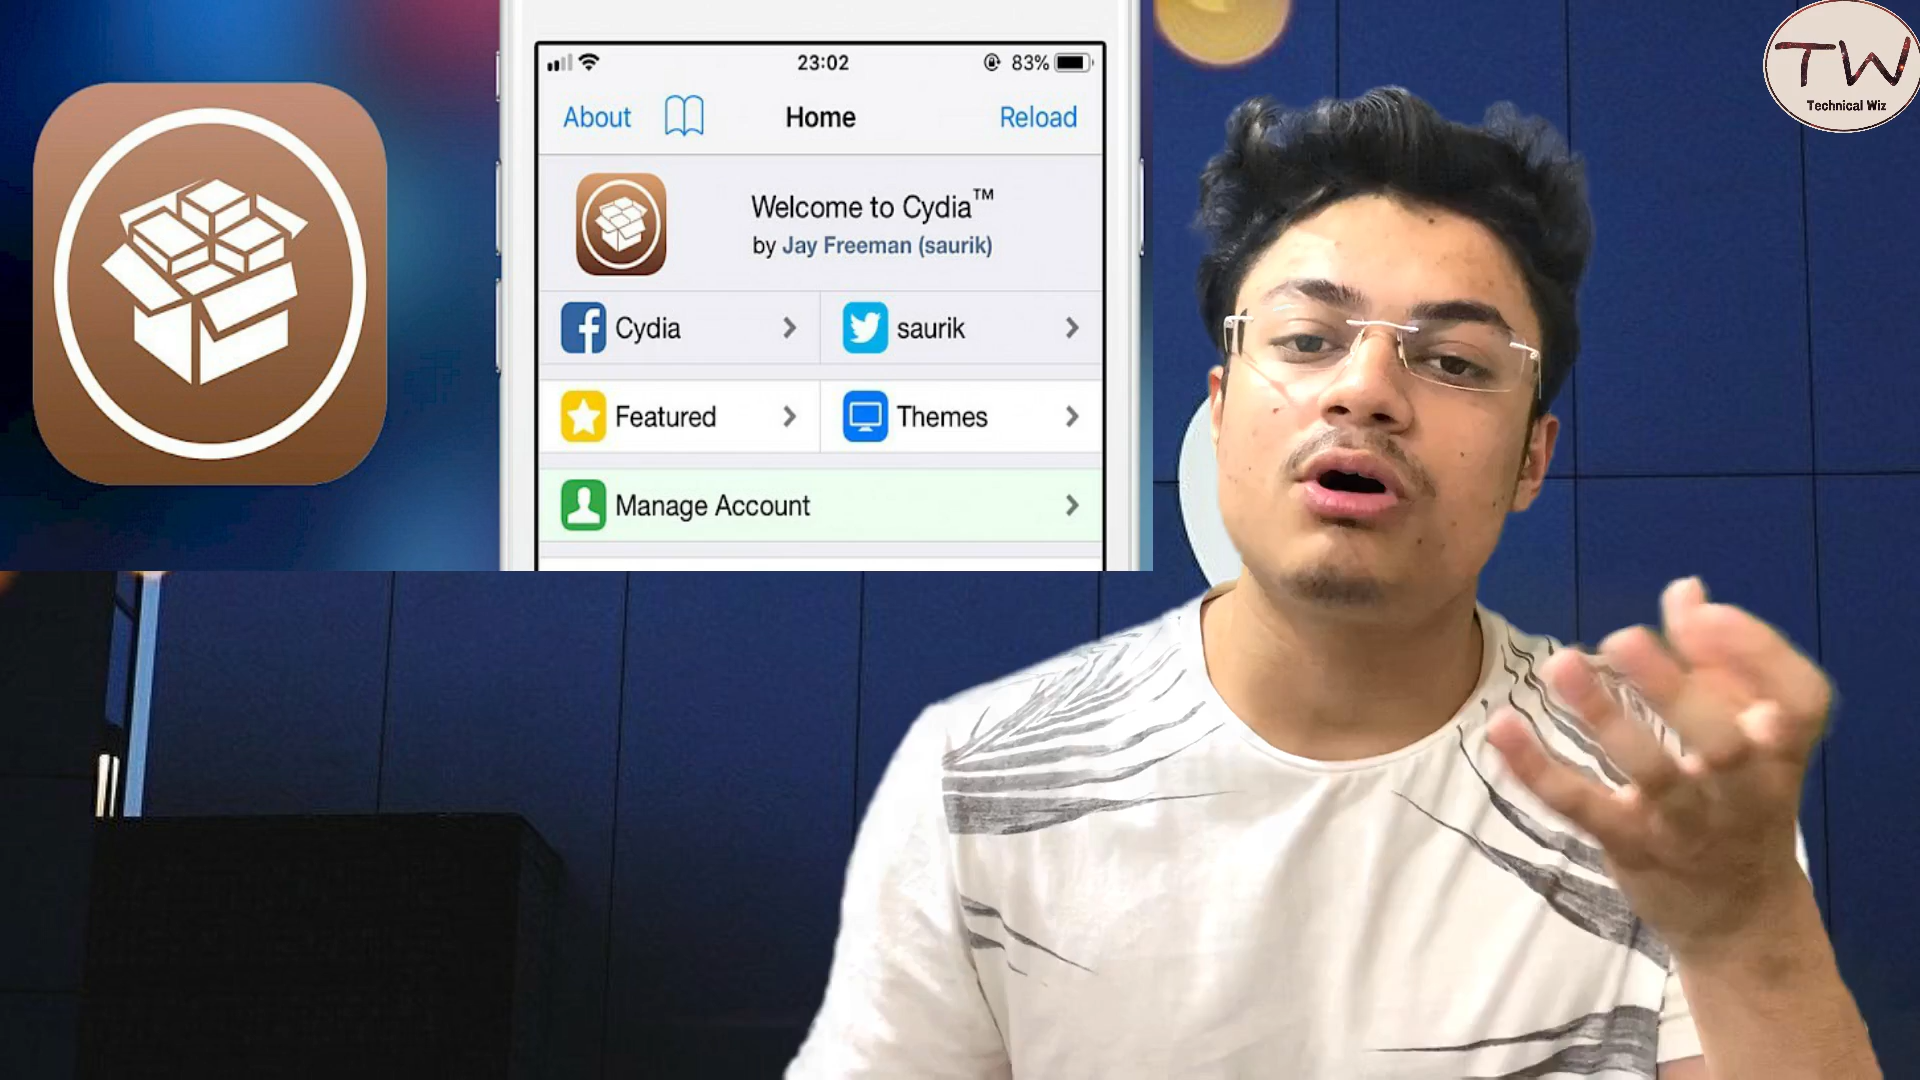 23:02
83%
About
Home
Reload
Welcome to Cydia™
by Jay Freeman (saurik)
Cydia
saurik
Featured
Themes
Manage Account
TW
Technical Wiz